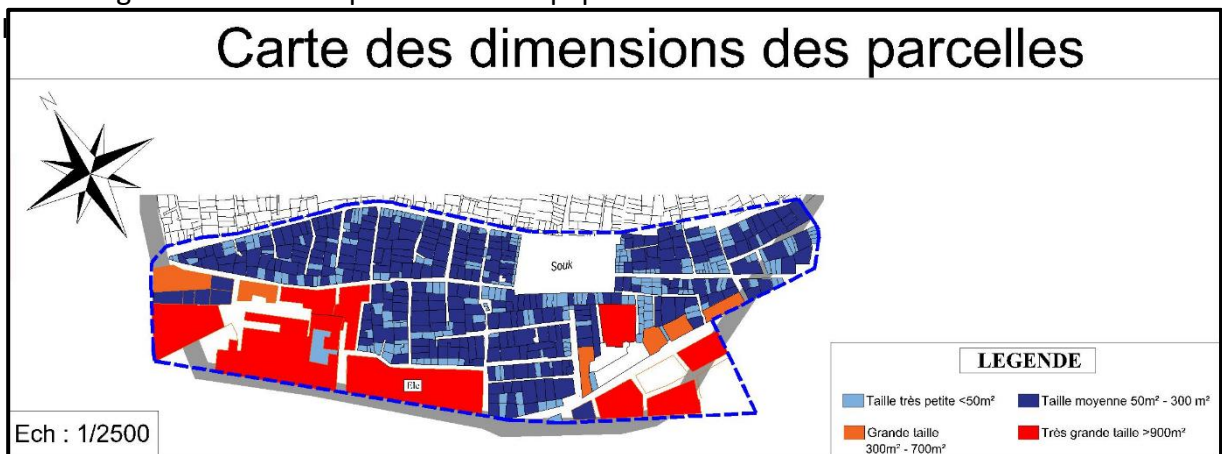 Carte des dimensions des parcelles
N
Souk
Ele
LEGENDE
Taille très petite <50m²
Taille moyenne 50m² - 300 m²
Grande taille
300m² - 700m²
Très grande taille >900m²
Ech : 1/2500